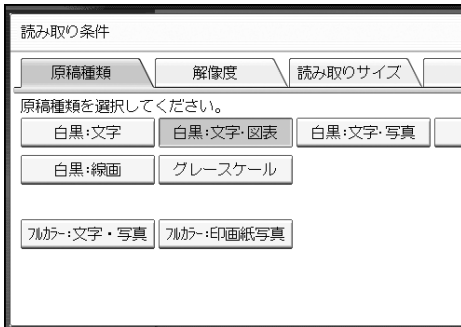 読み取り条件
原稿種類 解像度 読み取りサイズ
原稿種類を選択してください。
白黒:文字 白黒:文字・図表 白黒:文字・写真
白黒:線画 グレースケール
ﾌﾙｶﾗｰ:文字・写真 ﾌﾙｶﾗｰ:印画紙写真